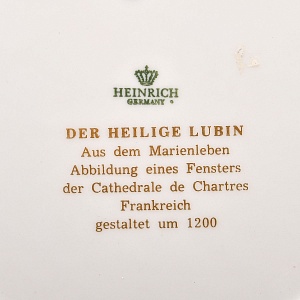 HEINRICH
GERMANY ®
DER HEILIGE LUBIN
Aus dem Marienleben
Abbildung eines Fensters
der Cathedrale de Chartres
Frankreich
gestaltet um 1200